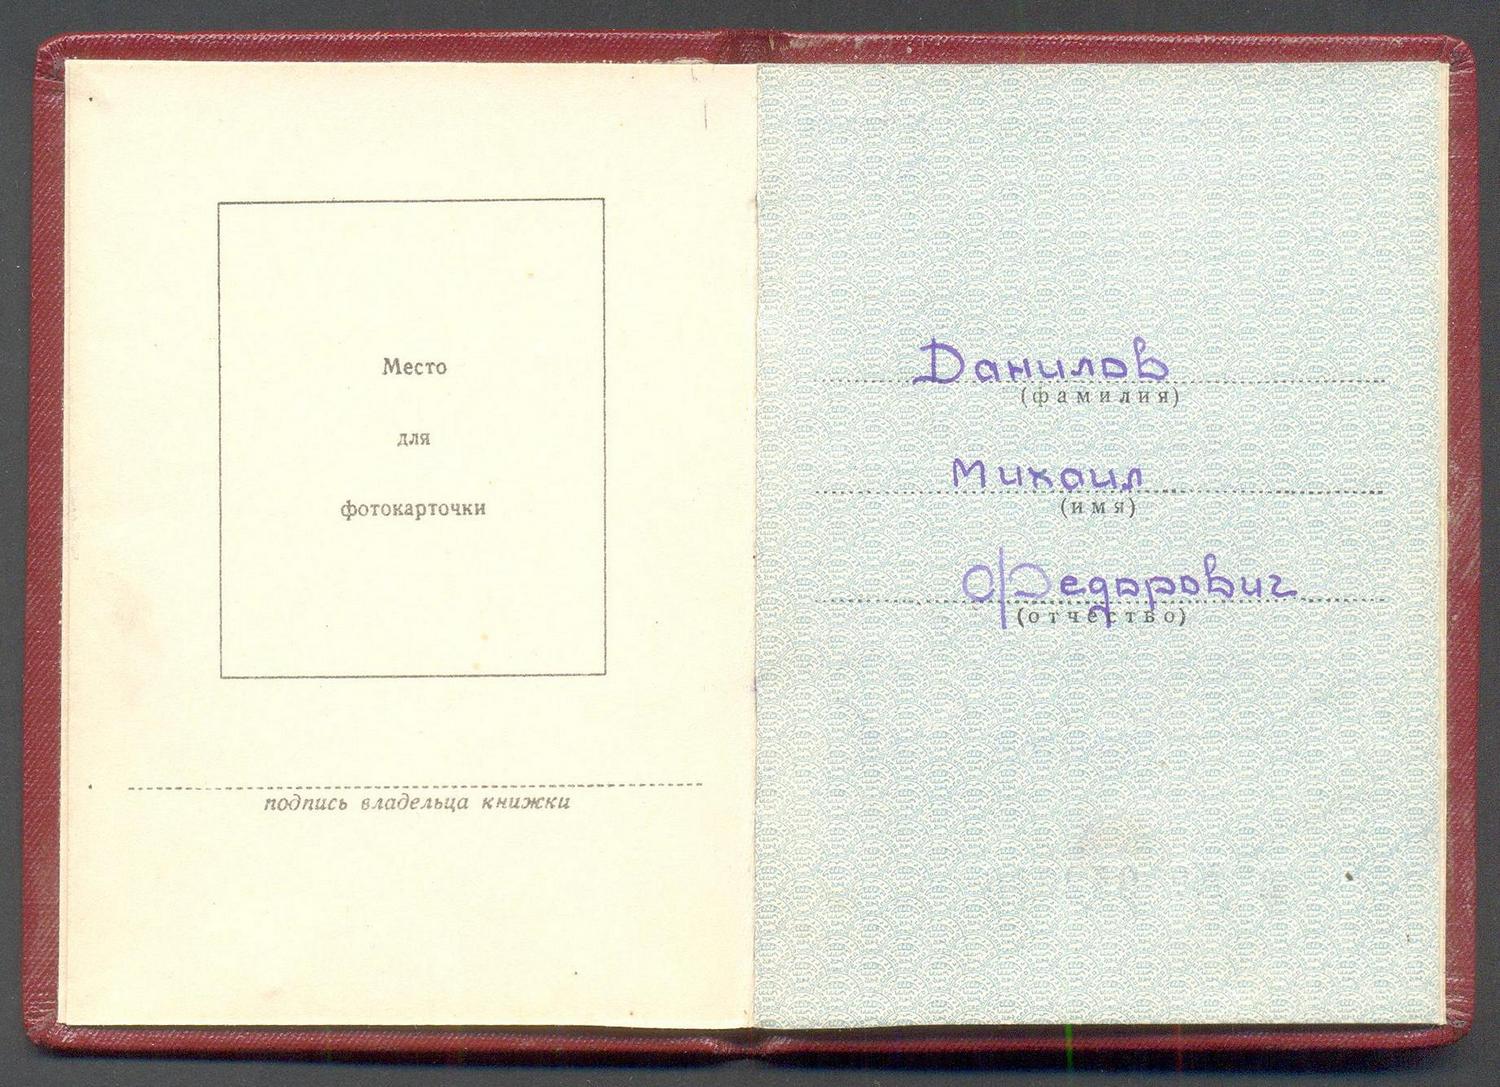 Место
для
фотокарточки
подпись владельца книжки
Данилов
(фамилия)
Михаил
(имя)
Федорович
(отчество)